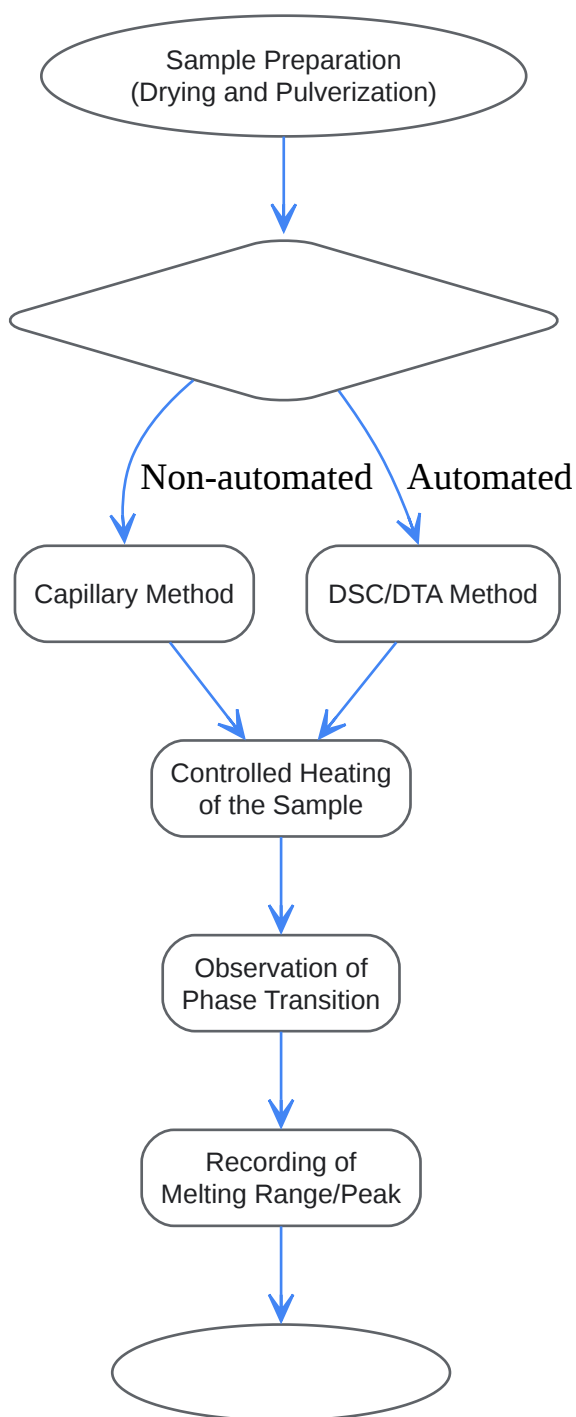 Sample Preparation
(Drying and Pulverization)
Non-automated
Automated
Capillary Method
DSC/DTA Method
Controlled Heating
of the Sample
Observation of
Phase Transition
Recording of
Melting Range/Peak